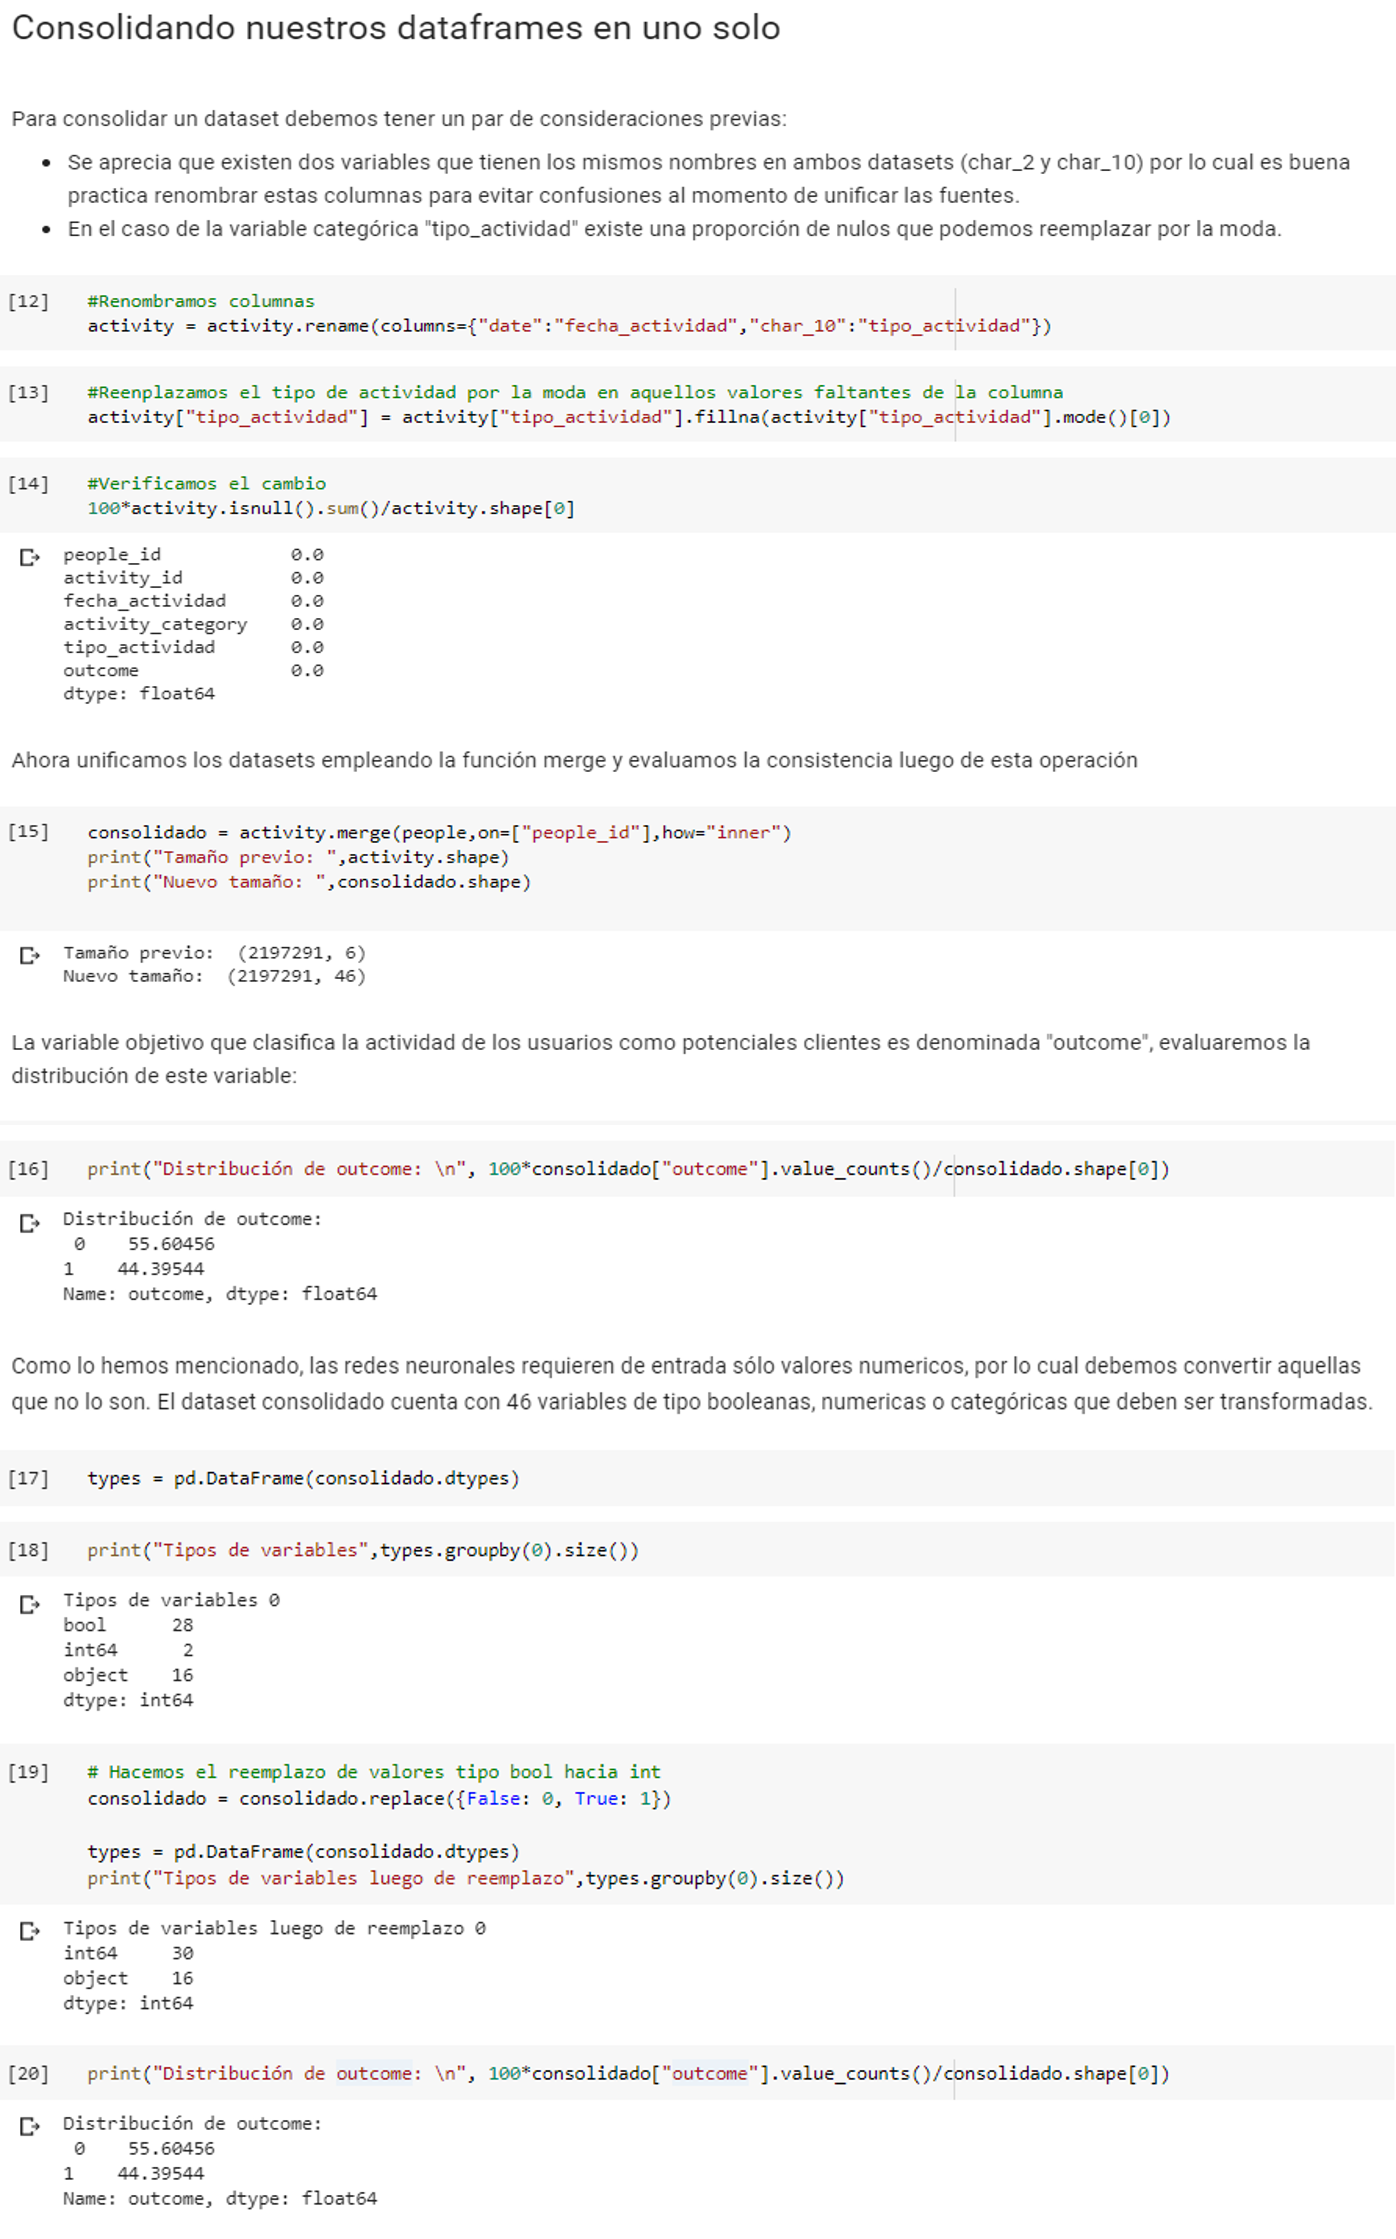 Consolidando nuestros dataframes en uno solo
Para consolidar un dataset debemos tener un par de consideraciones previas:
• Se aprecia que existen dos variables que tienen los mismos nombres en ambos datasets (char_2 y char_10) por lo cual es buena
practica renombrar estas columnas para evitar confusiones al momento de unificar las fuentes.
• En el caso de la variable categórica "tipo_actividad" existe una proporción de nulos que podemos reemplazar por la moda.
[12] #Renombramos columnas
activity = activity.rename(columns={"date":"fecha_actividad","char_10":"tipo_actividad"})
[13] #Reenplazamos el tipo de actividad por la moda en aquellos valores faltantes de la columna
activity["tipo_actividad"] = activity["tipo_actividad"].fillna(activity["tipo_actividad"].mode()[0])
[14] #Verificamos el cambio
100*activity.isnull().sum()/activity.shape[0]
people_id 0.0
activity_id 0.0
fecha_actividad 0.0
activity_category 0.0
tipo_actividad 0.0
outcome 0.0
dtype: float64
Ahora unificamos los datasets empleando la función merge y evaluamos la consistencia luego de esta operación
[15] consolidado = activity.merge(people,on=["people_id"],how="inner")
print("Tamaño previo: ",activity.shape)
print("Nuevo tamaño: ",consolidado.shape)
Tamaño previo:  (2197291, 6)
Nuevo tamaño:  (2197291, 46)
La variable objetivo que clasifica la actividad de los usuarios como potenciales clientes es denominada "outcome", evaluaremos la
distribución de este variable:
[16] print("Distribución de outcome: \n", 100*consolidado["outcome"].value_counts()/consolidado.shape[0])
Distribución de outcome:
0 55.60456
1 44.39544
Name: outcome, dtype: float64
Como lo hemos mencionado, las redes neuronales requieren de entrada sólo valores numericos, por lo cual debemos convertir aquellas
que no lo son. El dataset consolidado cuenta con 46 variables de tipo booleanas, numericas o categóricas que deben ser transformadas.
[17] types = pd.DataFrame(consolidado.dtypes)
[18] print("Tipos de variables",types.groupby(0).size())
Tipos de variables 0
bool 28
int64 2
object 16
dtype: int64
[19] # Hacemos el reemplazo de valores tipo bool hacia int
consolidado = consolidado.replace({False: 0, True: 1})
types = pd.DataFrame(consolidado.dtypes)
print("Tipos de variables luego de reemplazo",types.groupby(0).size())
Tipos de variables luego de reemplazo 0
int64 30
object 16
dtype: int64
[20] print("Distribución de outcome: \n", 100*consolidado["outcome"].value_counts()/consolidado.shape[0])
Distribución de outcome:
0 55.60456
1 44.39544
Name: outcome, dtype: float64